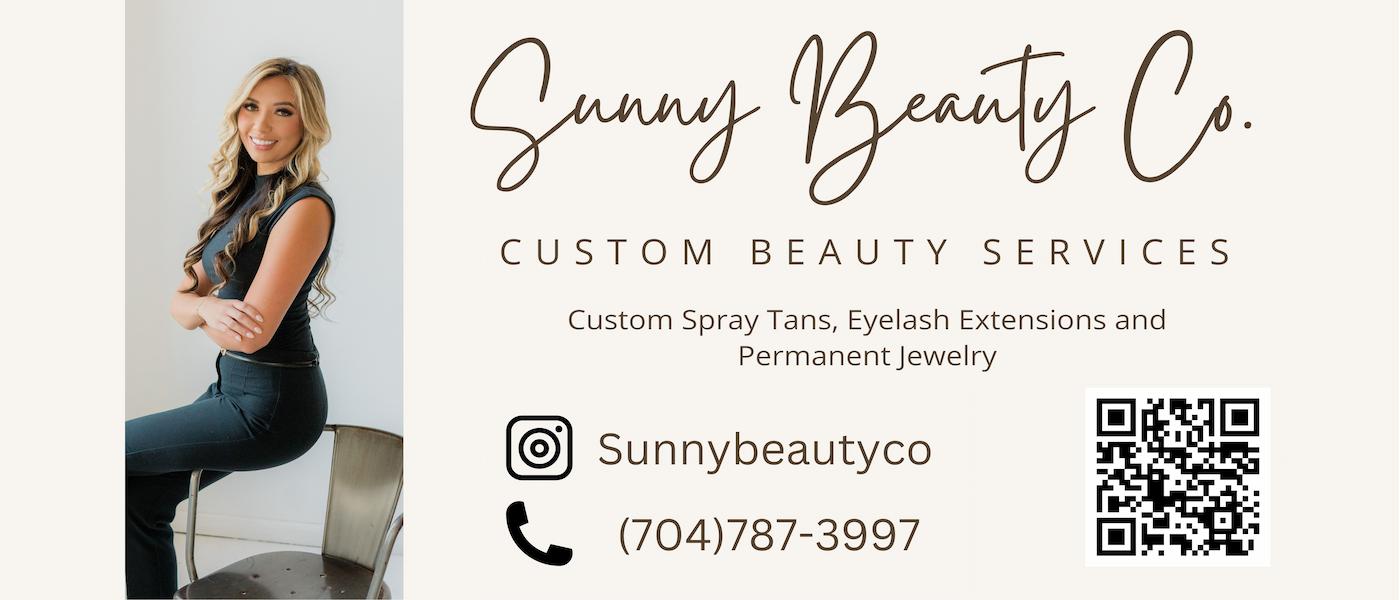 Sunny Beauty Co.
CUSTOM BEAUTY SERVICES
Custom Spray Tans, Eyelash Extensions and
Permanent Jewelry
Sunnybeautyco
(704)787-3997